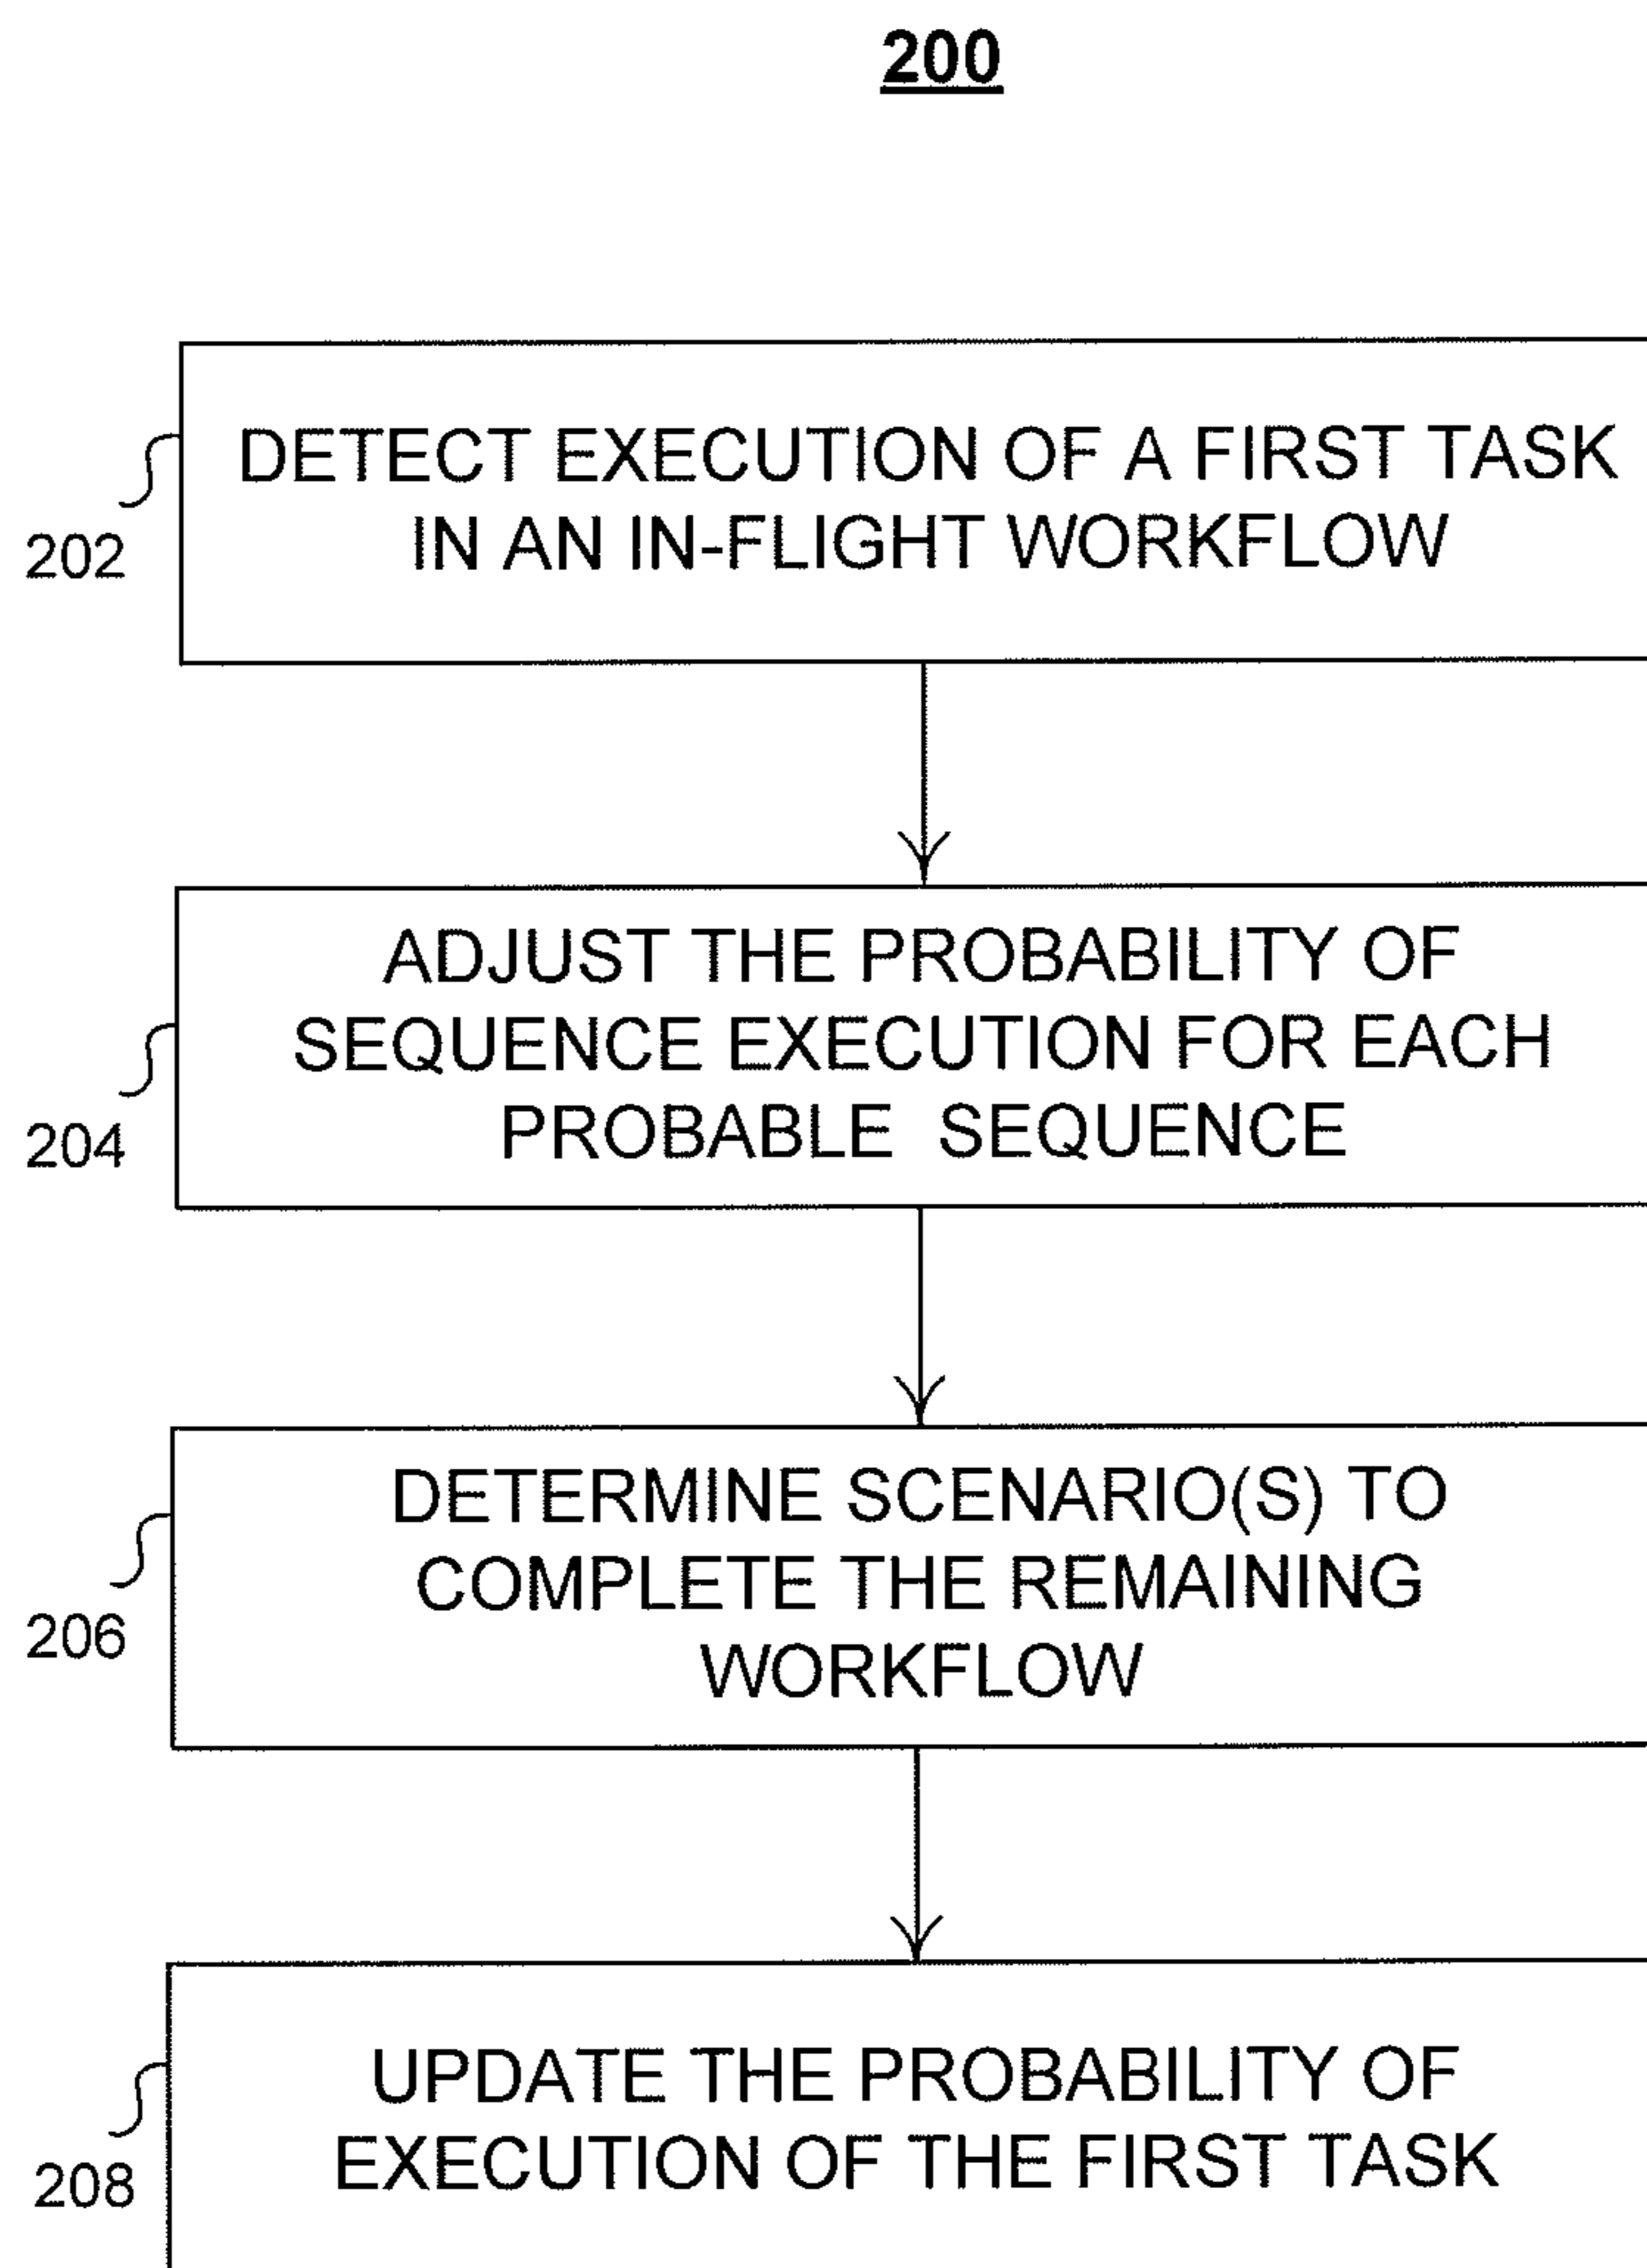 200
DETECT EXECUTION OF A FIRST TASK
IN AN IN-FLIGHT WORKFLOW
202
ADJUST THE PROBABILITY OF
SEQUENCE EXECUTION FOR EACH
PROBABLE SEQUENCE
204
DETERMINE SCENARIO(S) TO
COMPLETE THE REMAINING
WORKFLOW
206
UPDATE THE PROBABILITY OF
EXECUTION OF THE FIRST TASK
208